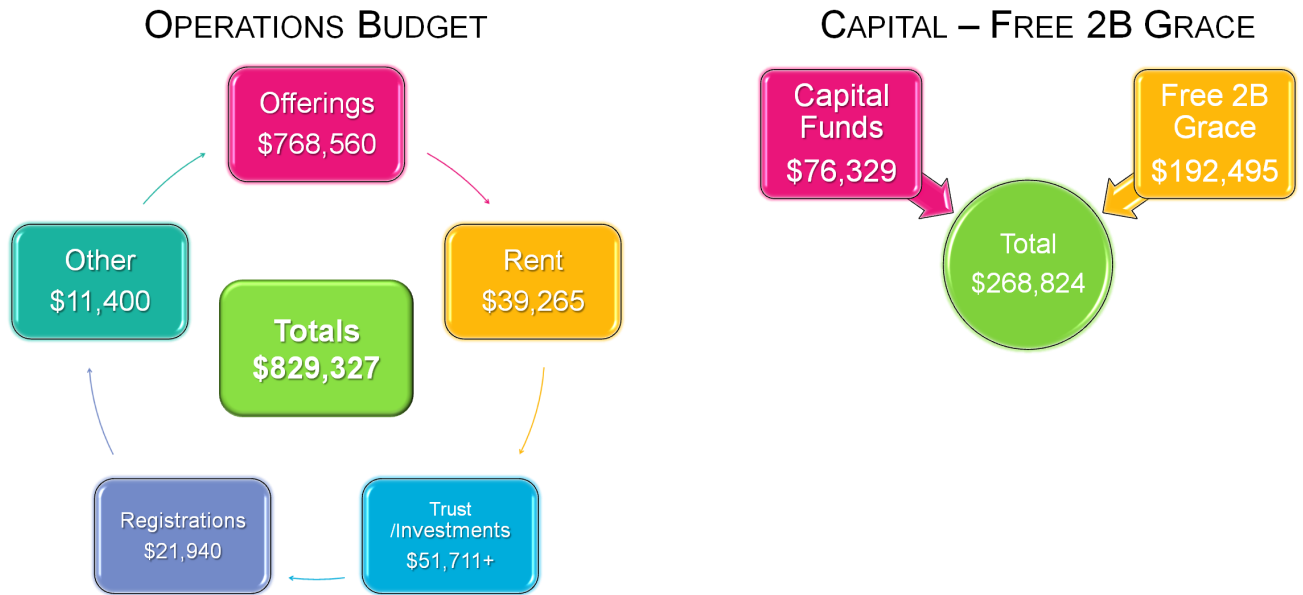 OPERATIONS BUDGET
Offerings
$768,560
Rent
$39,265
Trust
/Investments
$51,711+
Registrations
$21,940
Other
$11,400
Totals
$829,327
CAPITAL – FREE 2B GRACE
Capital
Funds
$76,329
Free 2B
Grace
$192,495
Total
$268,824